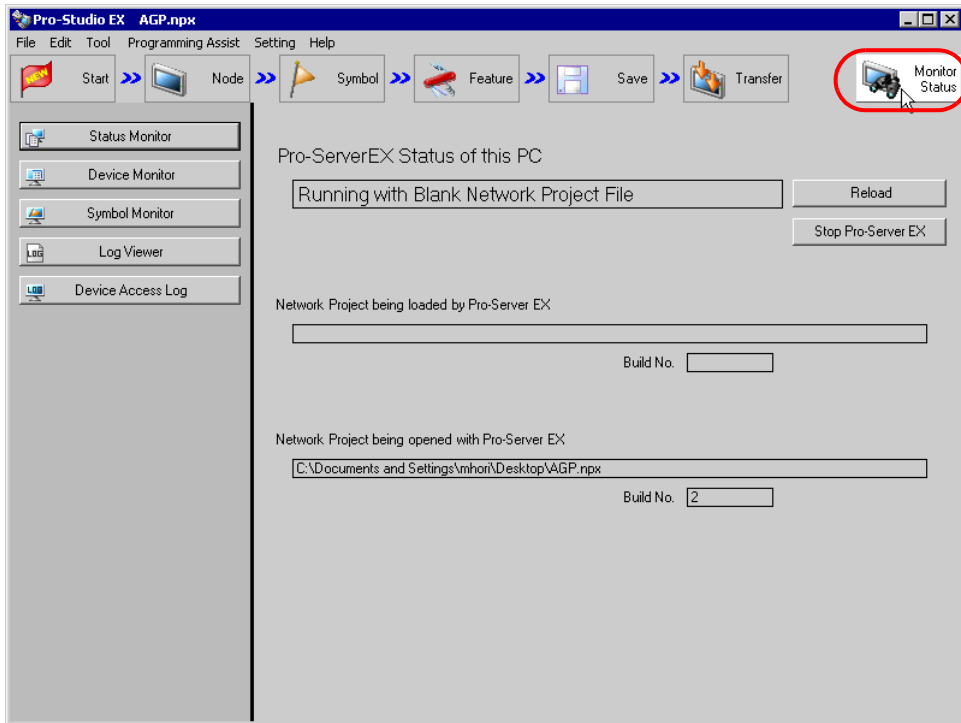 Pro-Studio EX AGP.npx
File Edit Tool Programming Assist Setting Help
NEW Start Node Symbol Feature Save Transfer Monitor Status
Status Monitor
Device Monitor
Symbol Monitor
LOG Log Viewer
LOG Device Access Log
Pro-ServerEX Status of this PC
Running with Blank Network Project File
Reload
Stop Pro-Server EX
Network Project being loaded by Pro-Server EX
Build No.
Network Project being opened with Pro-Server EX
C:\Documents and Settings\mhori\Desktop\AGP.npx
Build No. 2